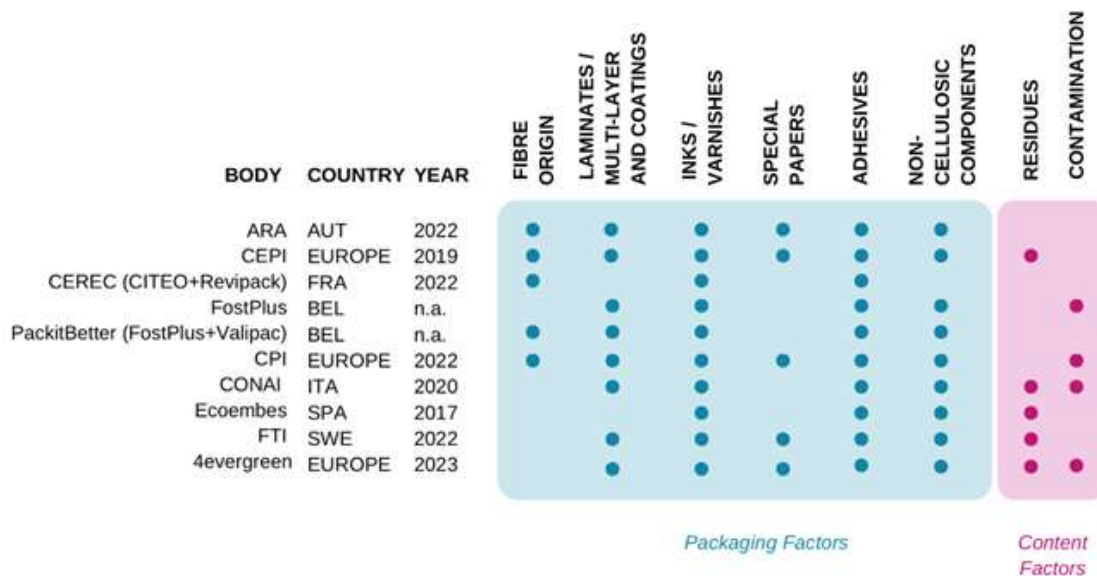 FIBRE
ORIGIN
LAMINATES /
MULTI-LAYER
AND COATINGS
INKS /
VARNISHES
SPECIAL
PAPERS
ADHESIVES
NON-
CELLULOSIC
COMPONENTS
RESIDUES
CONTAMINATION
BODY COUNTRY YEAR
ARA AUT 2022
CEPI EUROPE 2019
CEREC (CITEO+Revipack) FRA 2022
FostPlus BEL n.a.
PackitBetter (FostPlus+Valipac) BEL n.a.
CPI EUROPE 2022
CONAI ITA 2020
Ecoembes SPA 2017
FTI SWE 2022
4evergreen EUROPE 2023
Packaging Factors
Content
Factors